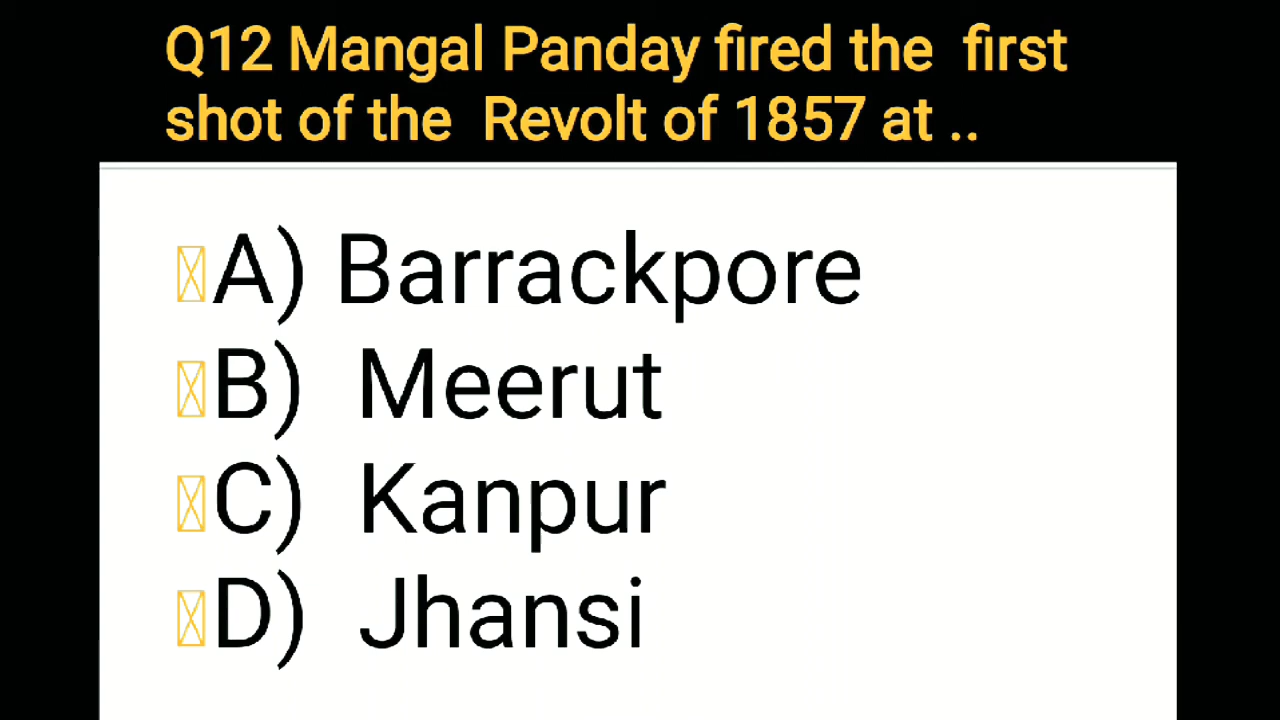 Q12 Mangal Panday fired the first
shot of the Revolt of 1857 at ..
A) Barrackpore
B) Meerut
C) Kanpur
D) Jhansi